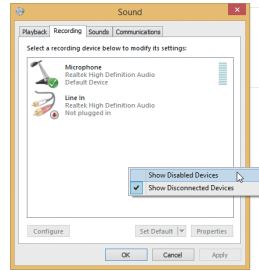 Sound
Playback Recording Sounds Communications
Select a recording device below to modify its settings:
Microphone
Realtek High Definition Audio
Default Device
Line In
Realtek High Definition Audio
Not plugged in
Show Disabled Devices
Show Disconnected Devices
Configure Set Default Properties
OK Cancel Apply